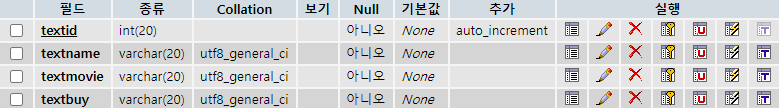 필드 종류 Collation 보기 Null 기본값 추가 실행
textid int(20) 아니오 None auto_increment
textname varchar(20) utf8_general_ci 아니오 None
textmovie varchar(20) utf8_general_ci 아니오 None
textbuy varchar(20) utf8_general_ci 아니오 None